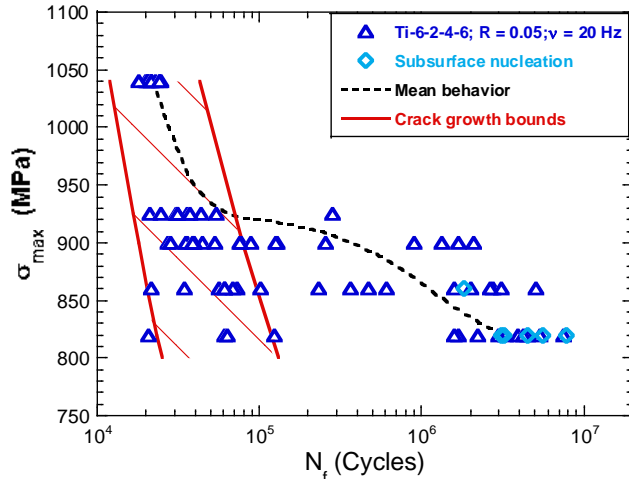 Ti-6-2-4-6; R = 0.05;ν = 20 Hz
Subsurface nucleation
Mean behavior
Crack growth bounds
1100
1050
1000
950
900
850
800
750
σmax (MPa)
10^4
10^5
10^6
10^7
Nf (Cycles)